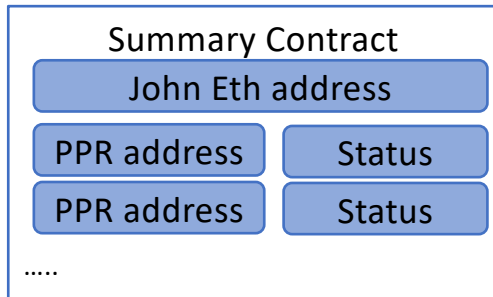 Summary Contract
John Eth address
PPR address Status
PPR address Status
.....